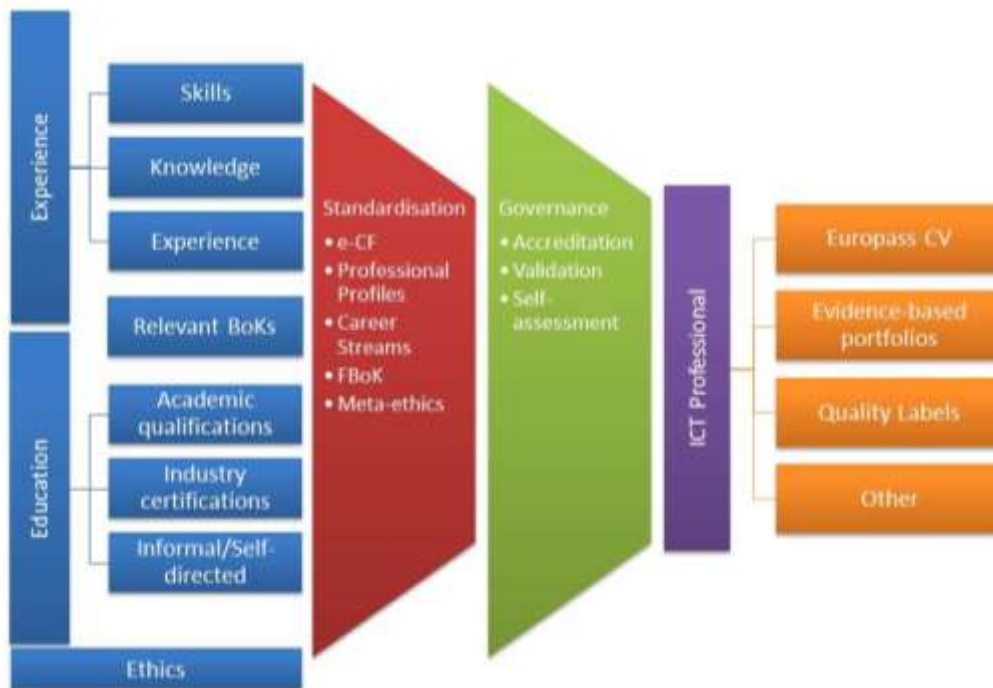 Experience
Skills
Knowledge
Experience
Relevant BoKs
Education
Academic
qualifications
Industry
certifications
Informal/Self-
directed
Ethics
Standardisation
• e-CF
• Professional
Profiles
• Career
Streams
• FBoK
• Meta-ethics
Governance
• Accreditation
• Validation
• Self-
assessment
ICT Professional
Europass CV
Evidence-based
portfolios
Quality Labels
Other